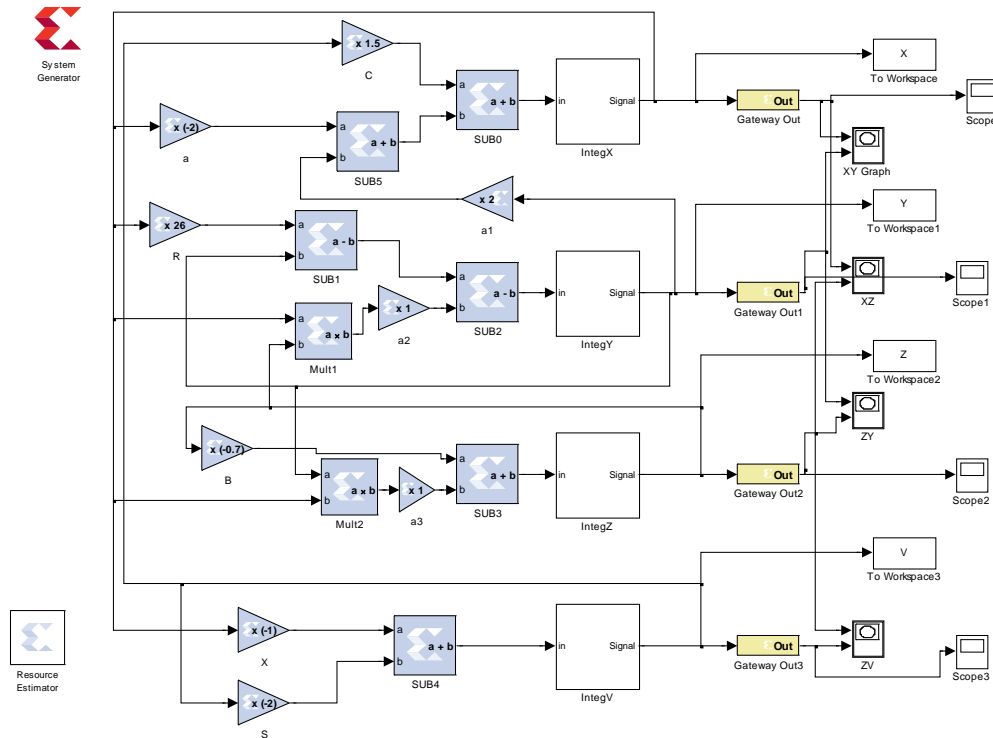 System
Generator
x 1.5
C
a
b
a + b
SUB0
in
Signal
IntegX
Out
Gateway Out
X
To Workspace
Scope
x (-2)
a
a
b
a + b
SUB5
XY Graph
x 2
a1
Y
To Workspace1
x 26
R
a
b
a - b
SUB1
a
b
a - b
SUB2
in
Signal
IntegY
Out
Gateway Out1
XZ
Scope1
a
b
a x b
Mult1
x 1
a2
Z
To Workspace2
ZY
x (-0.7)
B
a
b
a x b
Mult2
x 1
a3
a
b
a + b
SUB3
in
Signal
IntegZ
Out
Gateway Out2
Scope2
V
To Workspace3
Resource
Estimator
x (-1)
X
a
b
a + b
SUB4
in
Signal
IntegV
Out
Gateway Out3
ZV
Scope3
x (-2)
S